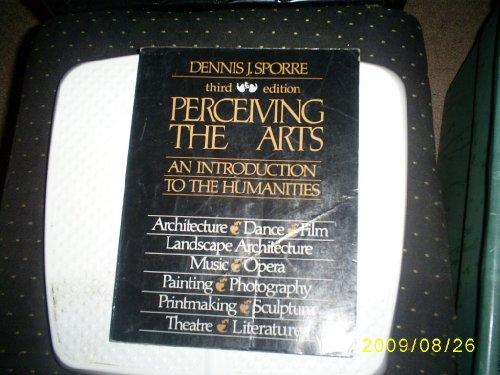 DENNIS J. SPORRE
third edition
PERCEIVING
THE ARTS
AN INTRODUCTION
TO THE HUMANITIES
Architecture Dance Film
Landscape Architecture
Music Opera
Painting Photography
Printmaking Sculpture
Theatre Literature
2009/08/26